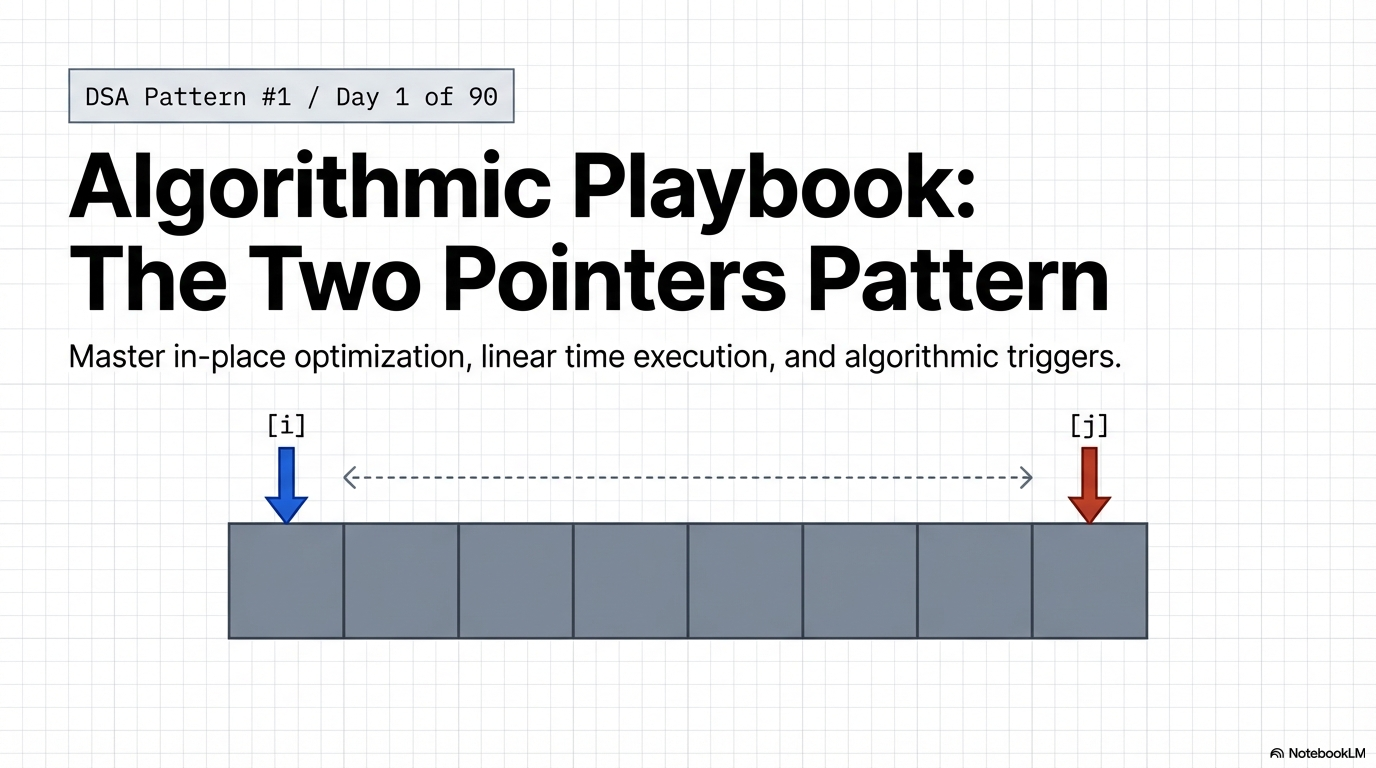 DSA Pattern #1 / Day 1 of 90
Algorithmic Playbook:
The Two Pointers Pattern
Master in-place optimization, linear time execution, and algorithmic triggers.
[i]
[j]
NotebookLM